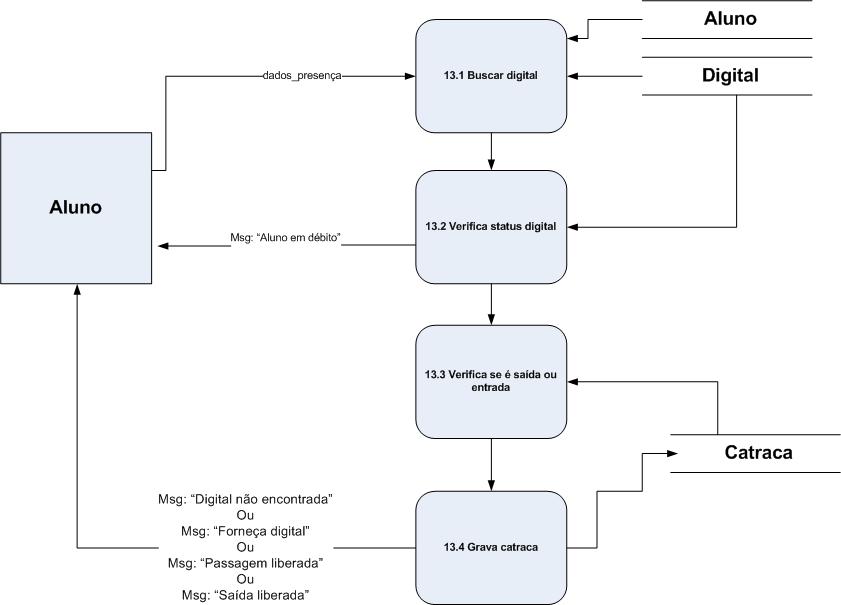 Aluno
Digital
dados_presença
13.1 Buscar digital
Aluno
13.2 Verifica status digital
Msg: “Aluno em débito”
13.3 Verifica se é saída ou
entrada
Catraca
Msg: “Digital não encontrada”
Ou
Msg: “Forneça digital”
Ou
Msg: “Passagem liberada”
Ou
Msg: “Saída liberada”
13.4 Grava catraca